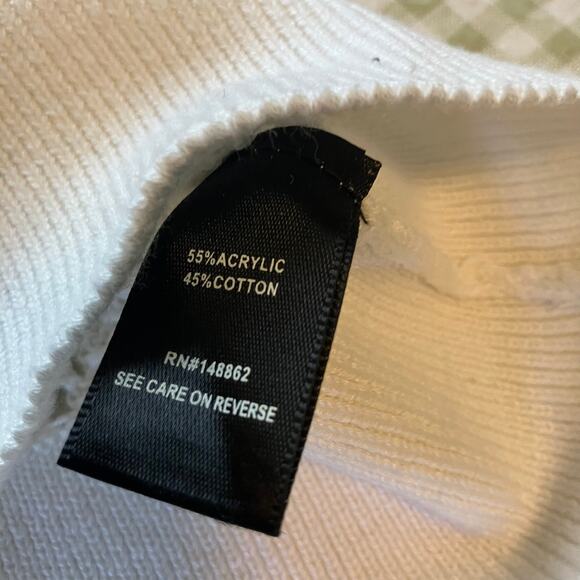 55%ACRYLIC
45%COTTON
RN#148862
SEE CARE ON REVERSE